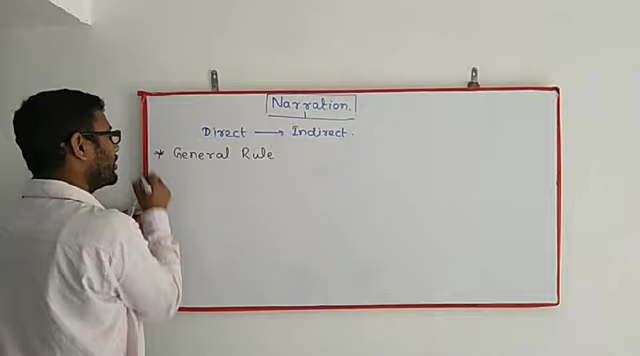 Narration.
Direct → Indirect.
* General Rule